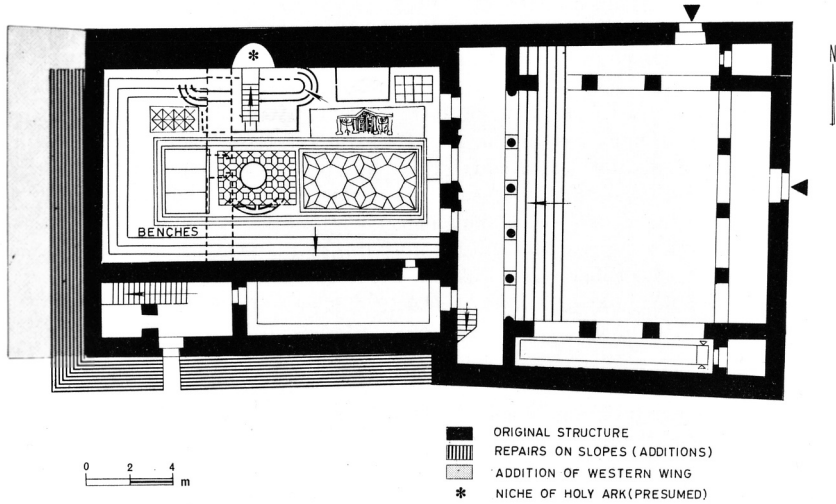 N
BENCHES
ORIGINAL STRUCTURE
REPAIRS ON SLOPES (ADDITIONS)
ADDITION OF WESTERN WING
* NICHE OF HOLY ARK (PRESUMED)
0 2 4 m